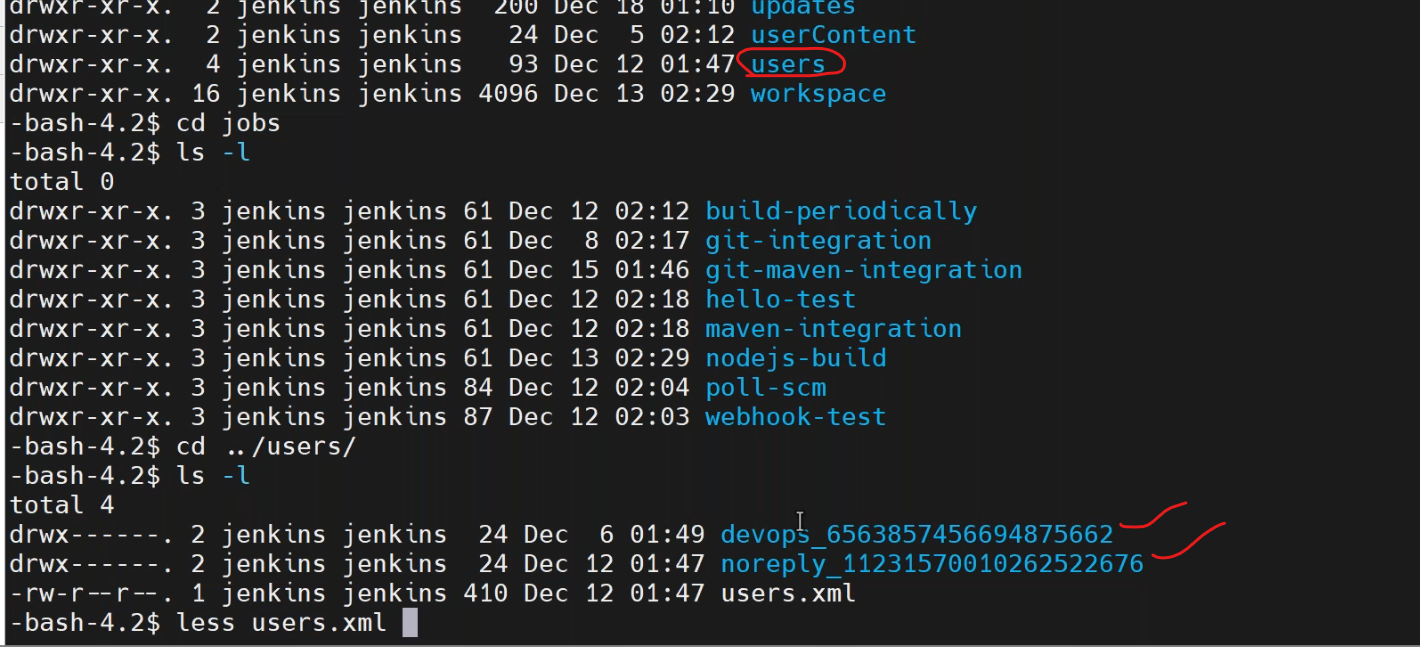 drwxr-xr-x. 2 jenkins jenkins 200 Dec 18 01:10 updates
drwxr-xr-x. 2 jenkins jenkins 24 Dec 5 02:12 userContent
drwxr-xr-x. 4 jenkins jenkins 93 Dec 12 01:47 users
drwxr-xr-x. 16 jenkins jenkins 4096 Dec 13 02:29 workspace
-bash-4.2$ cd jobs
-bash-4.2$ ls -l
total 0
drwxr-xr-x. 3 jenkins jenkins 61 Dec 12 02:12 build-periodically
drwxr-xr-x. 3 jenkins jenkins 61 Dec 8 02:17 git-integration
drwxr-xr-x. 3 jenkins jenkins 61 Dec 15 01:46 git-maven-integration
drwxr-xr-x. 3 jenkins jenkins 61 Dec 12 02:18 hello-test
drwxr-xr-x. 3 jenkins jenkins 61 Dec 12 02:18 maven-integration
drwxr-xr-x. 3 jenkins jenkins 61 Dec 13 02:29 nodejs-build
drwxr-xr-x. 3 jenkins jenkins 84 Dec 12 02:04 poll-scm
drwxr-xr-x. 3 jenkins jenkins 87 Dec 12 02:03 webhook-test
-bash-4.2$ cd ../users/
-bash-4.2$ ls -l
total 4
drwx------. 2 jenkins jenkins 24 Dec 6 01:49 devops_6563857456694875662
drwx------. 2 jenkins jenkins 24 Dec 12 01:47 noreply_11231570010262522676
-rw-r--r--. 1 jenkins jenkins 410 Dec 12 01:47 users.xml
-bash-4.2$ less users.xml